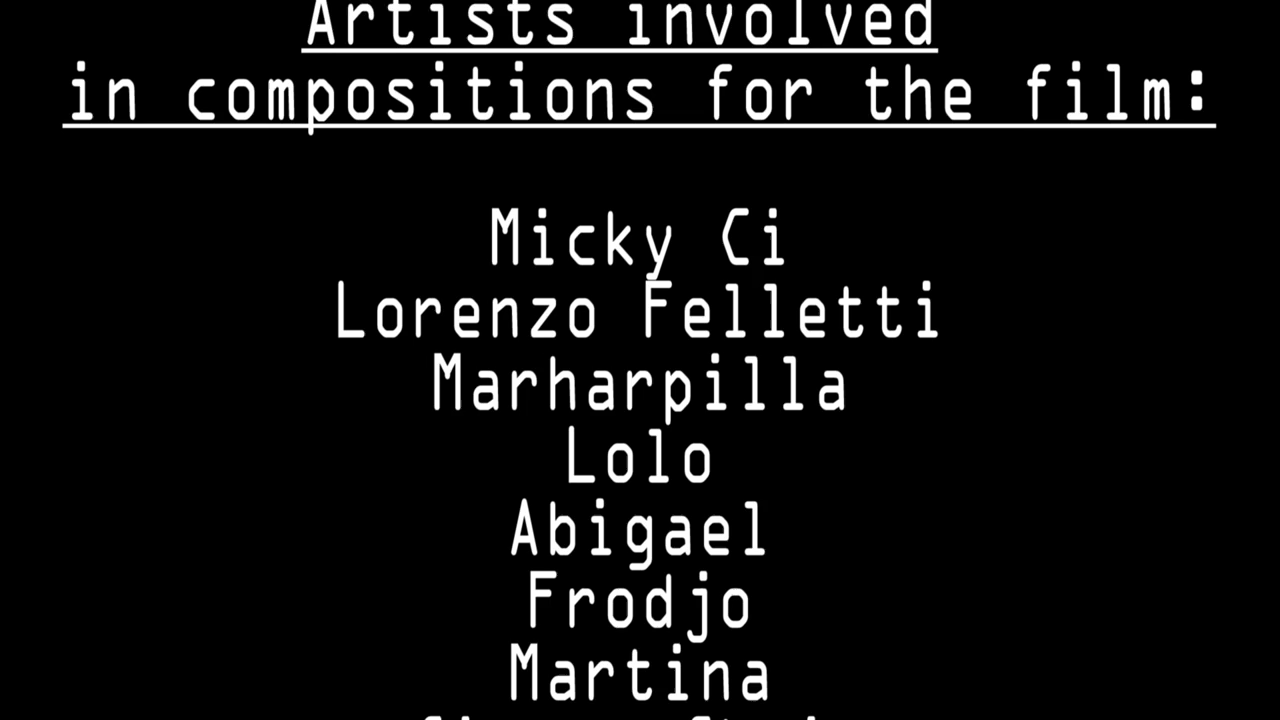 Artists involved
in compositions for the film:
Micky Ci
Lorenzo Felletti
Marharpilla
Lolo
Abigael
Frodjo
Martina